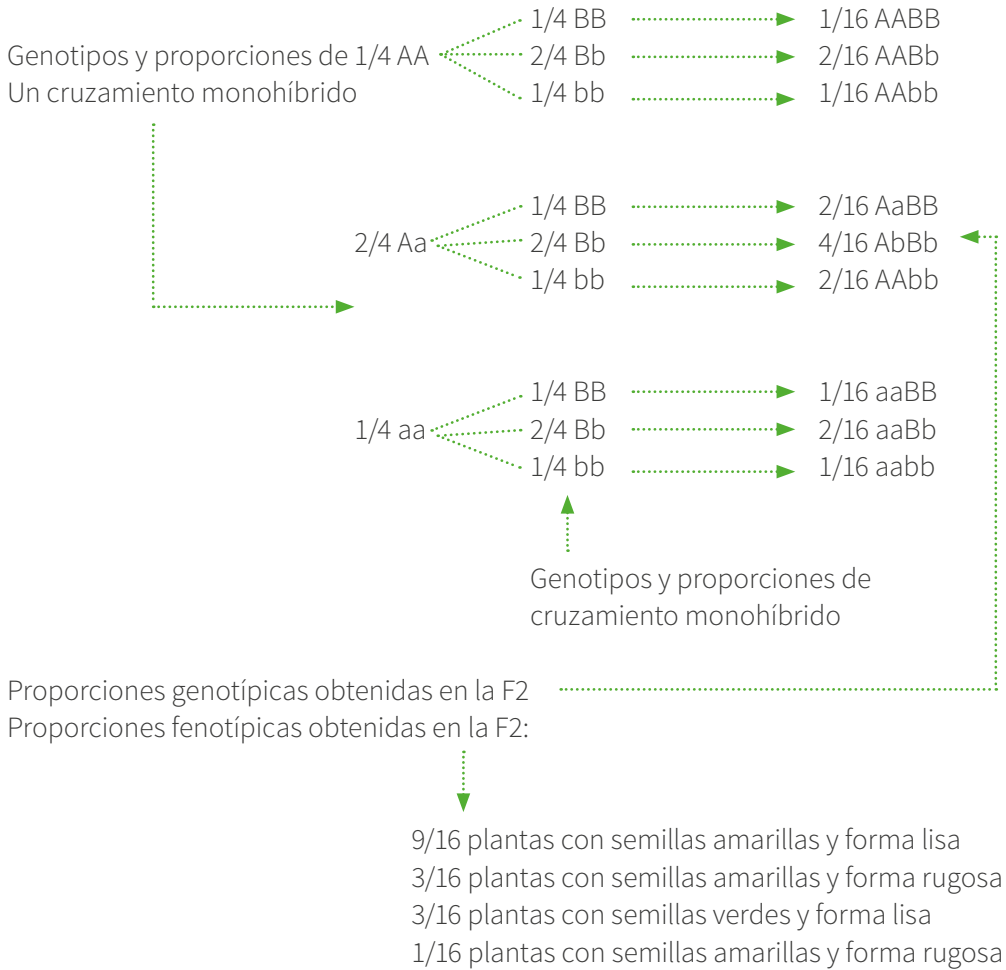 1/4 BB 1/16 AABB
Genotipos y proporciones de 1/4 AA 2/4 Bb 2/16 AABb
Un cruzamiento monohíbrido 1/4 bb 1/16 AAbb
1/4 BB 2/16 AaBB
2/4 Aa 2/4 Bb 4/16 AbBb
1/4 bb 2/16 AAbb
1/4 BB 1/16 aaBB
1/4 aa 2/4 Bb 2/16 aaBb
1/4 bb 1/16 aabb
Genotipos y proporciones de
cruzamiento monohíbrido
Proporciones genotípicas obtenidas en la F2
Proporciones fenotípicas obtenidas en la F2:
9/16 plantas con semillas amarillas y forma lisa
3/16 plantas con semillas amarillas y forma rugosa
3/16 plantas con semillas verdes y forma lisa
1/16 plantas con semillas amarillas y forma rugosa